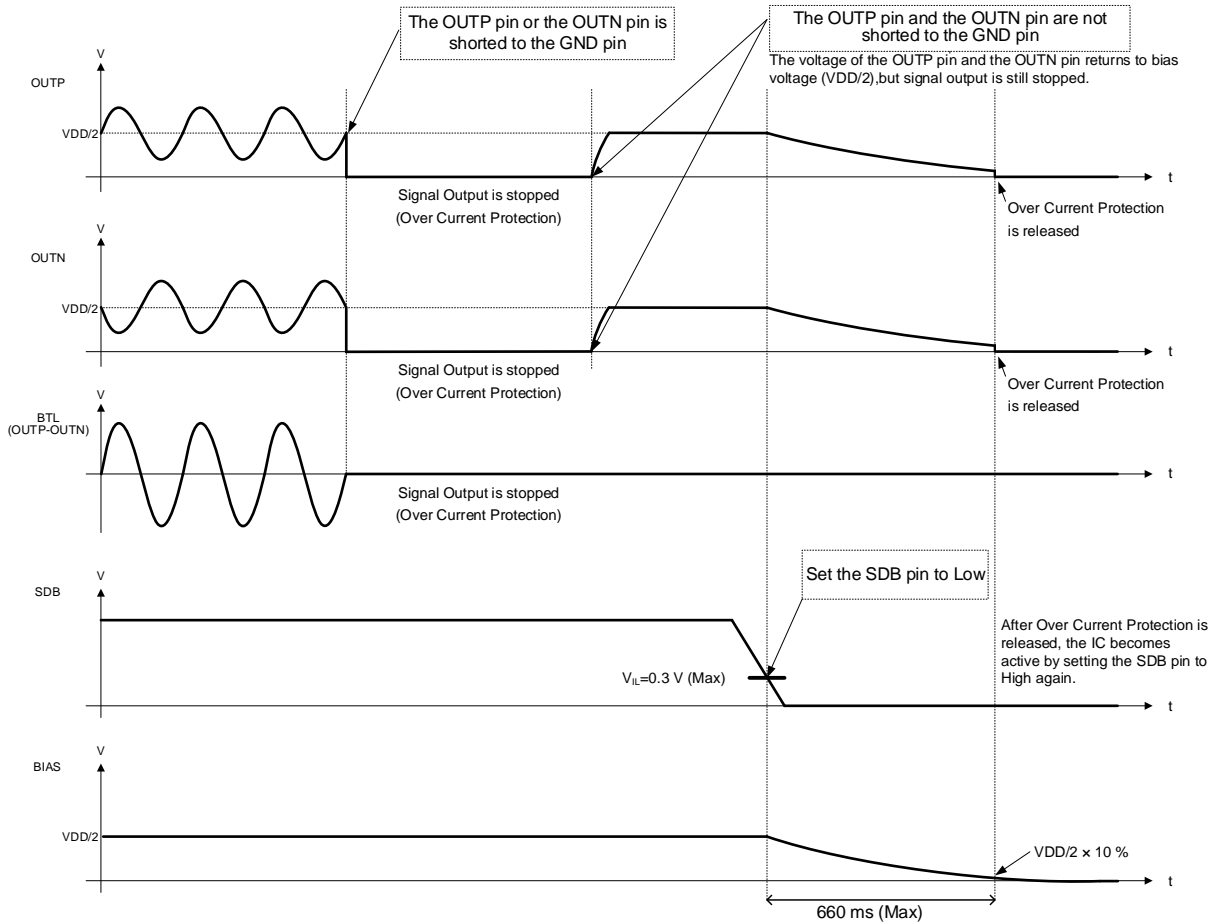 The OUTP pin or the OUTN pin is
shorted to the GND pin
The OUTP pin and the OUTN pin are not
shorted to the GND pin
The voltage of the OUTP pin and the OUTN pin returns to bias
voltage (VDD/2),but signal output is still stopped.
V
OUTP
VDD/2
t
Signal Output is stopped
(Over Current Protection)
Over Current Protection
is released
V
OUTN
VDD/2
t
Signal Output is stopped
(Over Current Protection)
Over Current Protection
is released
V
BTL
(OUTP-OUTN)
t
Signal Output is stopped
(Over Current Protection)
Set the SDB pin to Low
V
SDB
After Over Current Protection is
released, the IC becomes
active by setting the SDB pin to
High again.
VIL=0.3 V (Max)
t
V
BIAS
VDD/2
VDD/2 × 10 %
t
660 ms (Max)